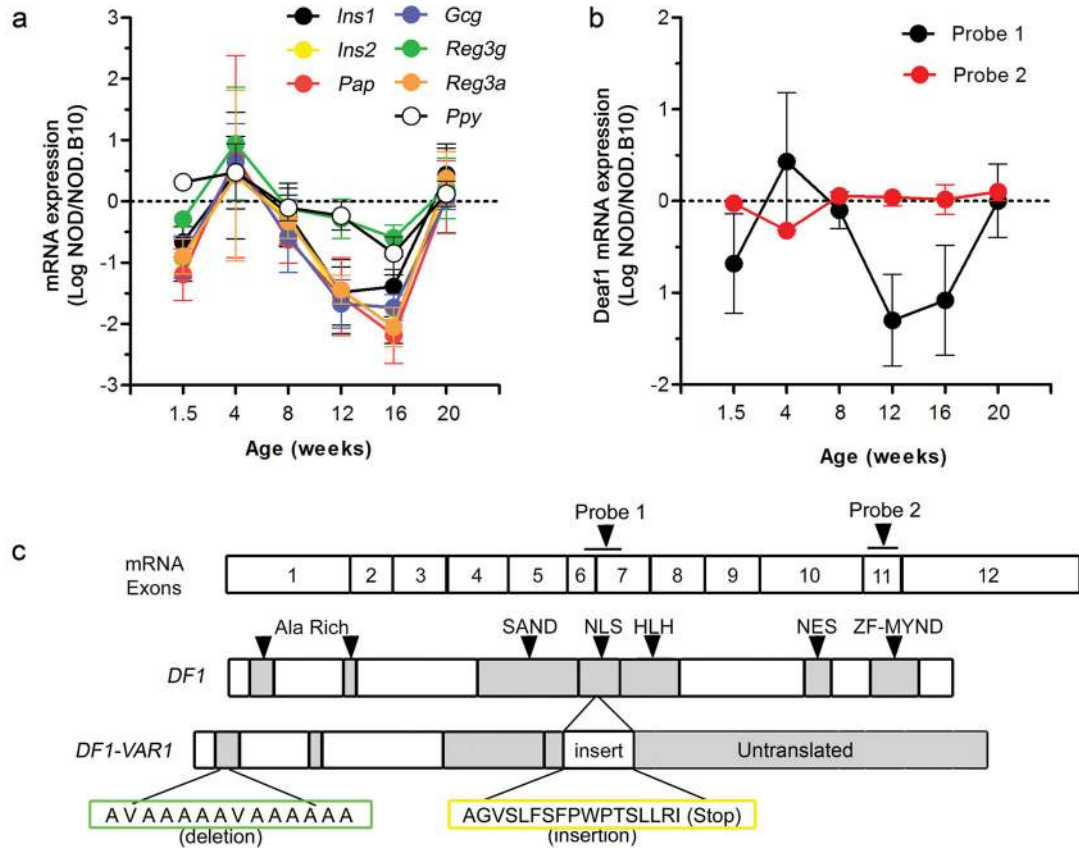 a
3
2
1
0
-1
-2
-3
mRNA expression
(Log NOD/NOD.B10)
Ins1
Ins2
Pap
Gcg
Reg3g
Reg3a
Ppy
1.5 4 8 12 16 20
Age (weeks)
b
2
1
0
1
-2
Deaf1 mRNA expression
(Log NOD/NOD.B10)
Probe 1
Probe 2
1.5 4 8 12 16 20
Age (weeks)
c
Probe 1 Probe 2
mRNA
Exons
1 2 3 4 5 6 7 8 9 10 11 12
Ala Rich SAND NLS HLH NES ZF-MYND
DF1
DF1-VAR1 insert Untranslated
AVAAAAAVAAAAAA AGVSLFSFPWPTSLLRI (Stop)
(deletion) (insertion)